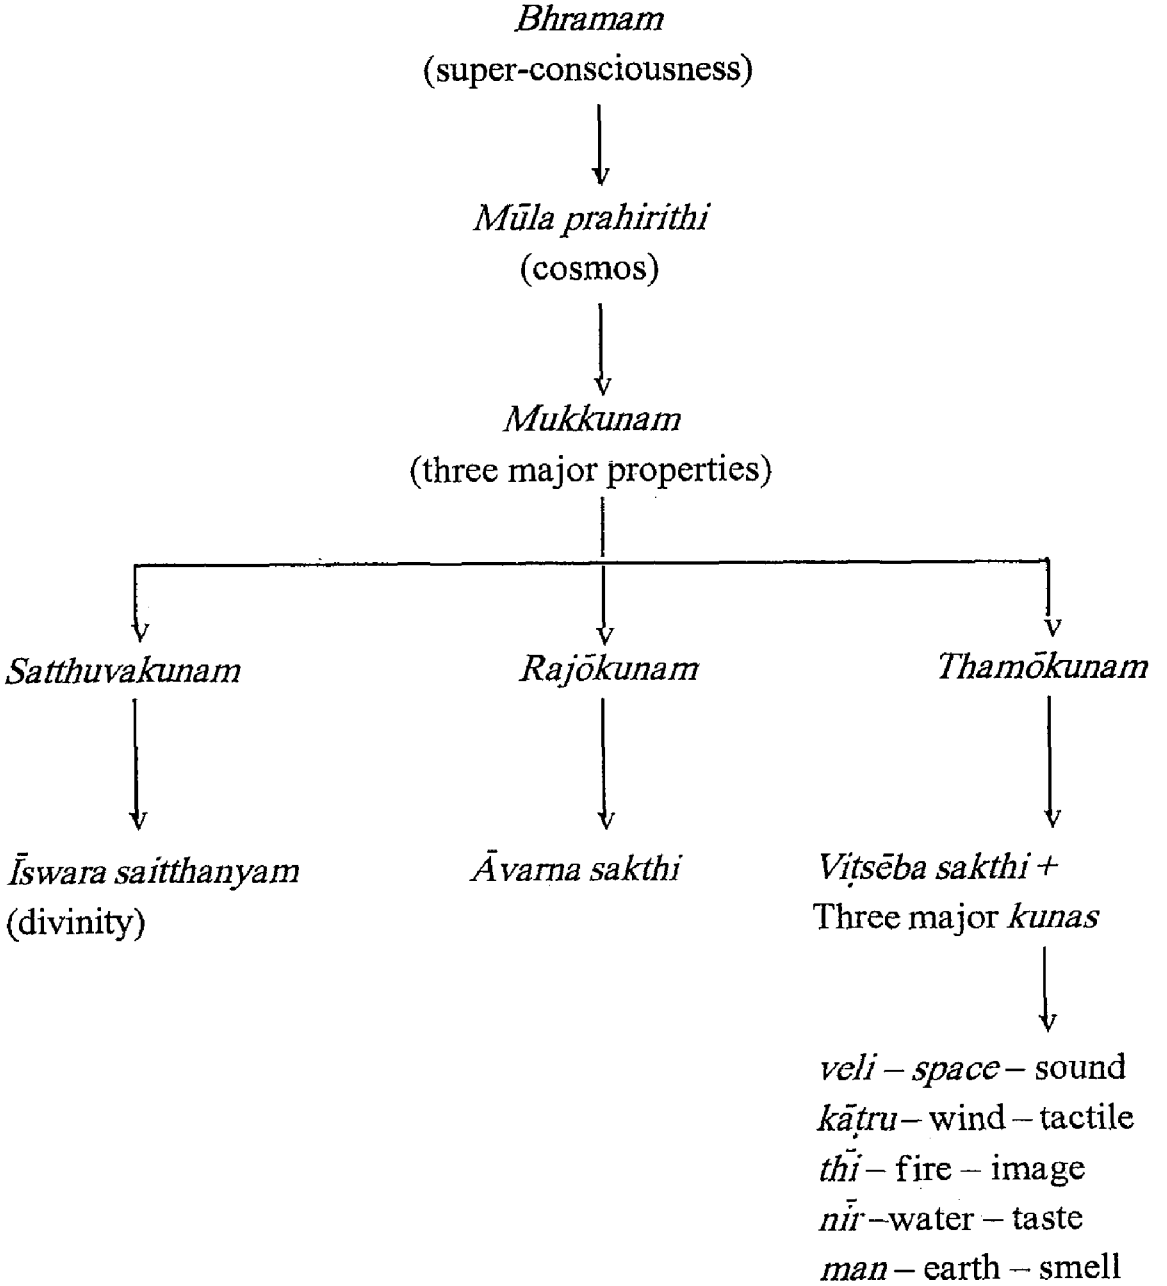 Bhramam
(super-consciousness)
Mūla prahirithi
(cosmos)
Mukkunam
(three major properties)
Satthuvakunam Rajōkunam Thamōkunam
Īswara saitthanyam Āvarna sakthi Viṭsēba sakthi +
(divinity) Three major kunas
veli – space – sound
kāṭru – wind – tactile
thī – fire – image
nīr –water – taste
man – earth – smell